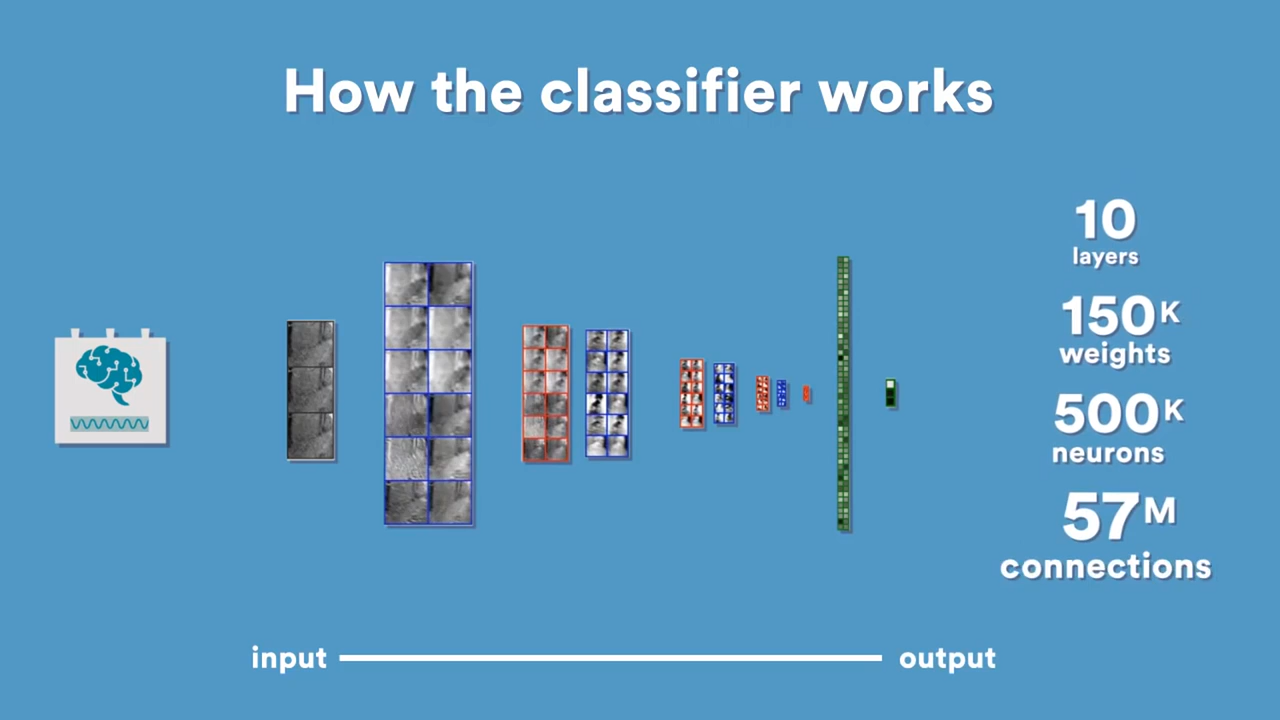 How the classifier works
10
layers
150K
weights
500K
neurons
57M
connections
input
output